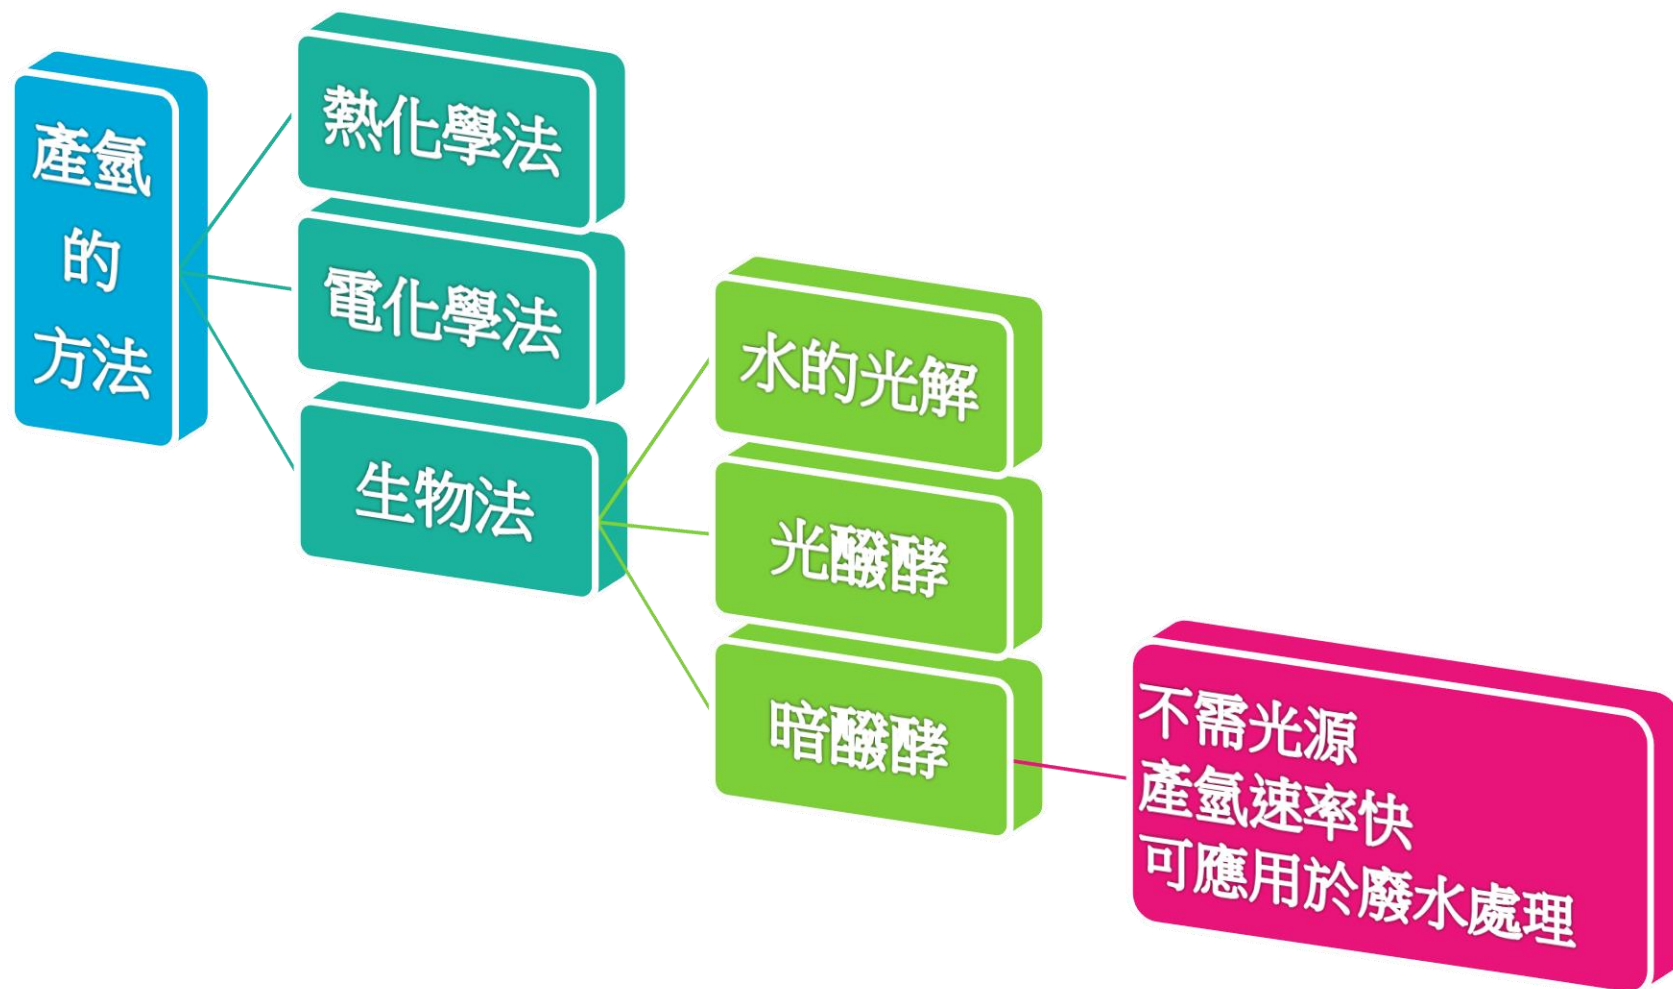 產氫
的
方法
熱化學法
電化學法
生物法
水的光解
光醱酵
暗醱酵
不需光源
產氫速率快
可應用於廢水處理